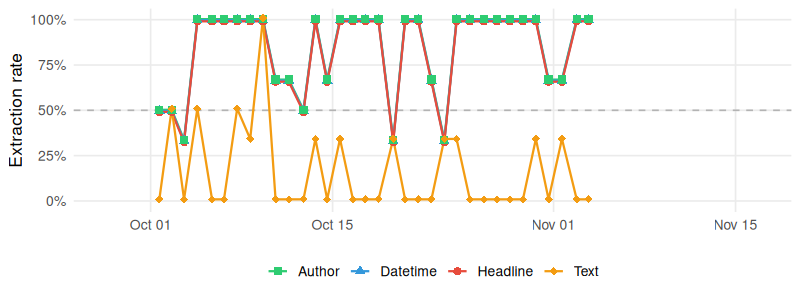 Extraction rate
100%
75%
50%
25%
0%
Oct 01 Oct 15 Nov 01 Nov 15
Author Datetime Headline Text